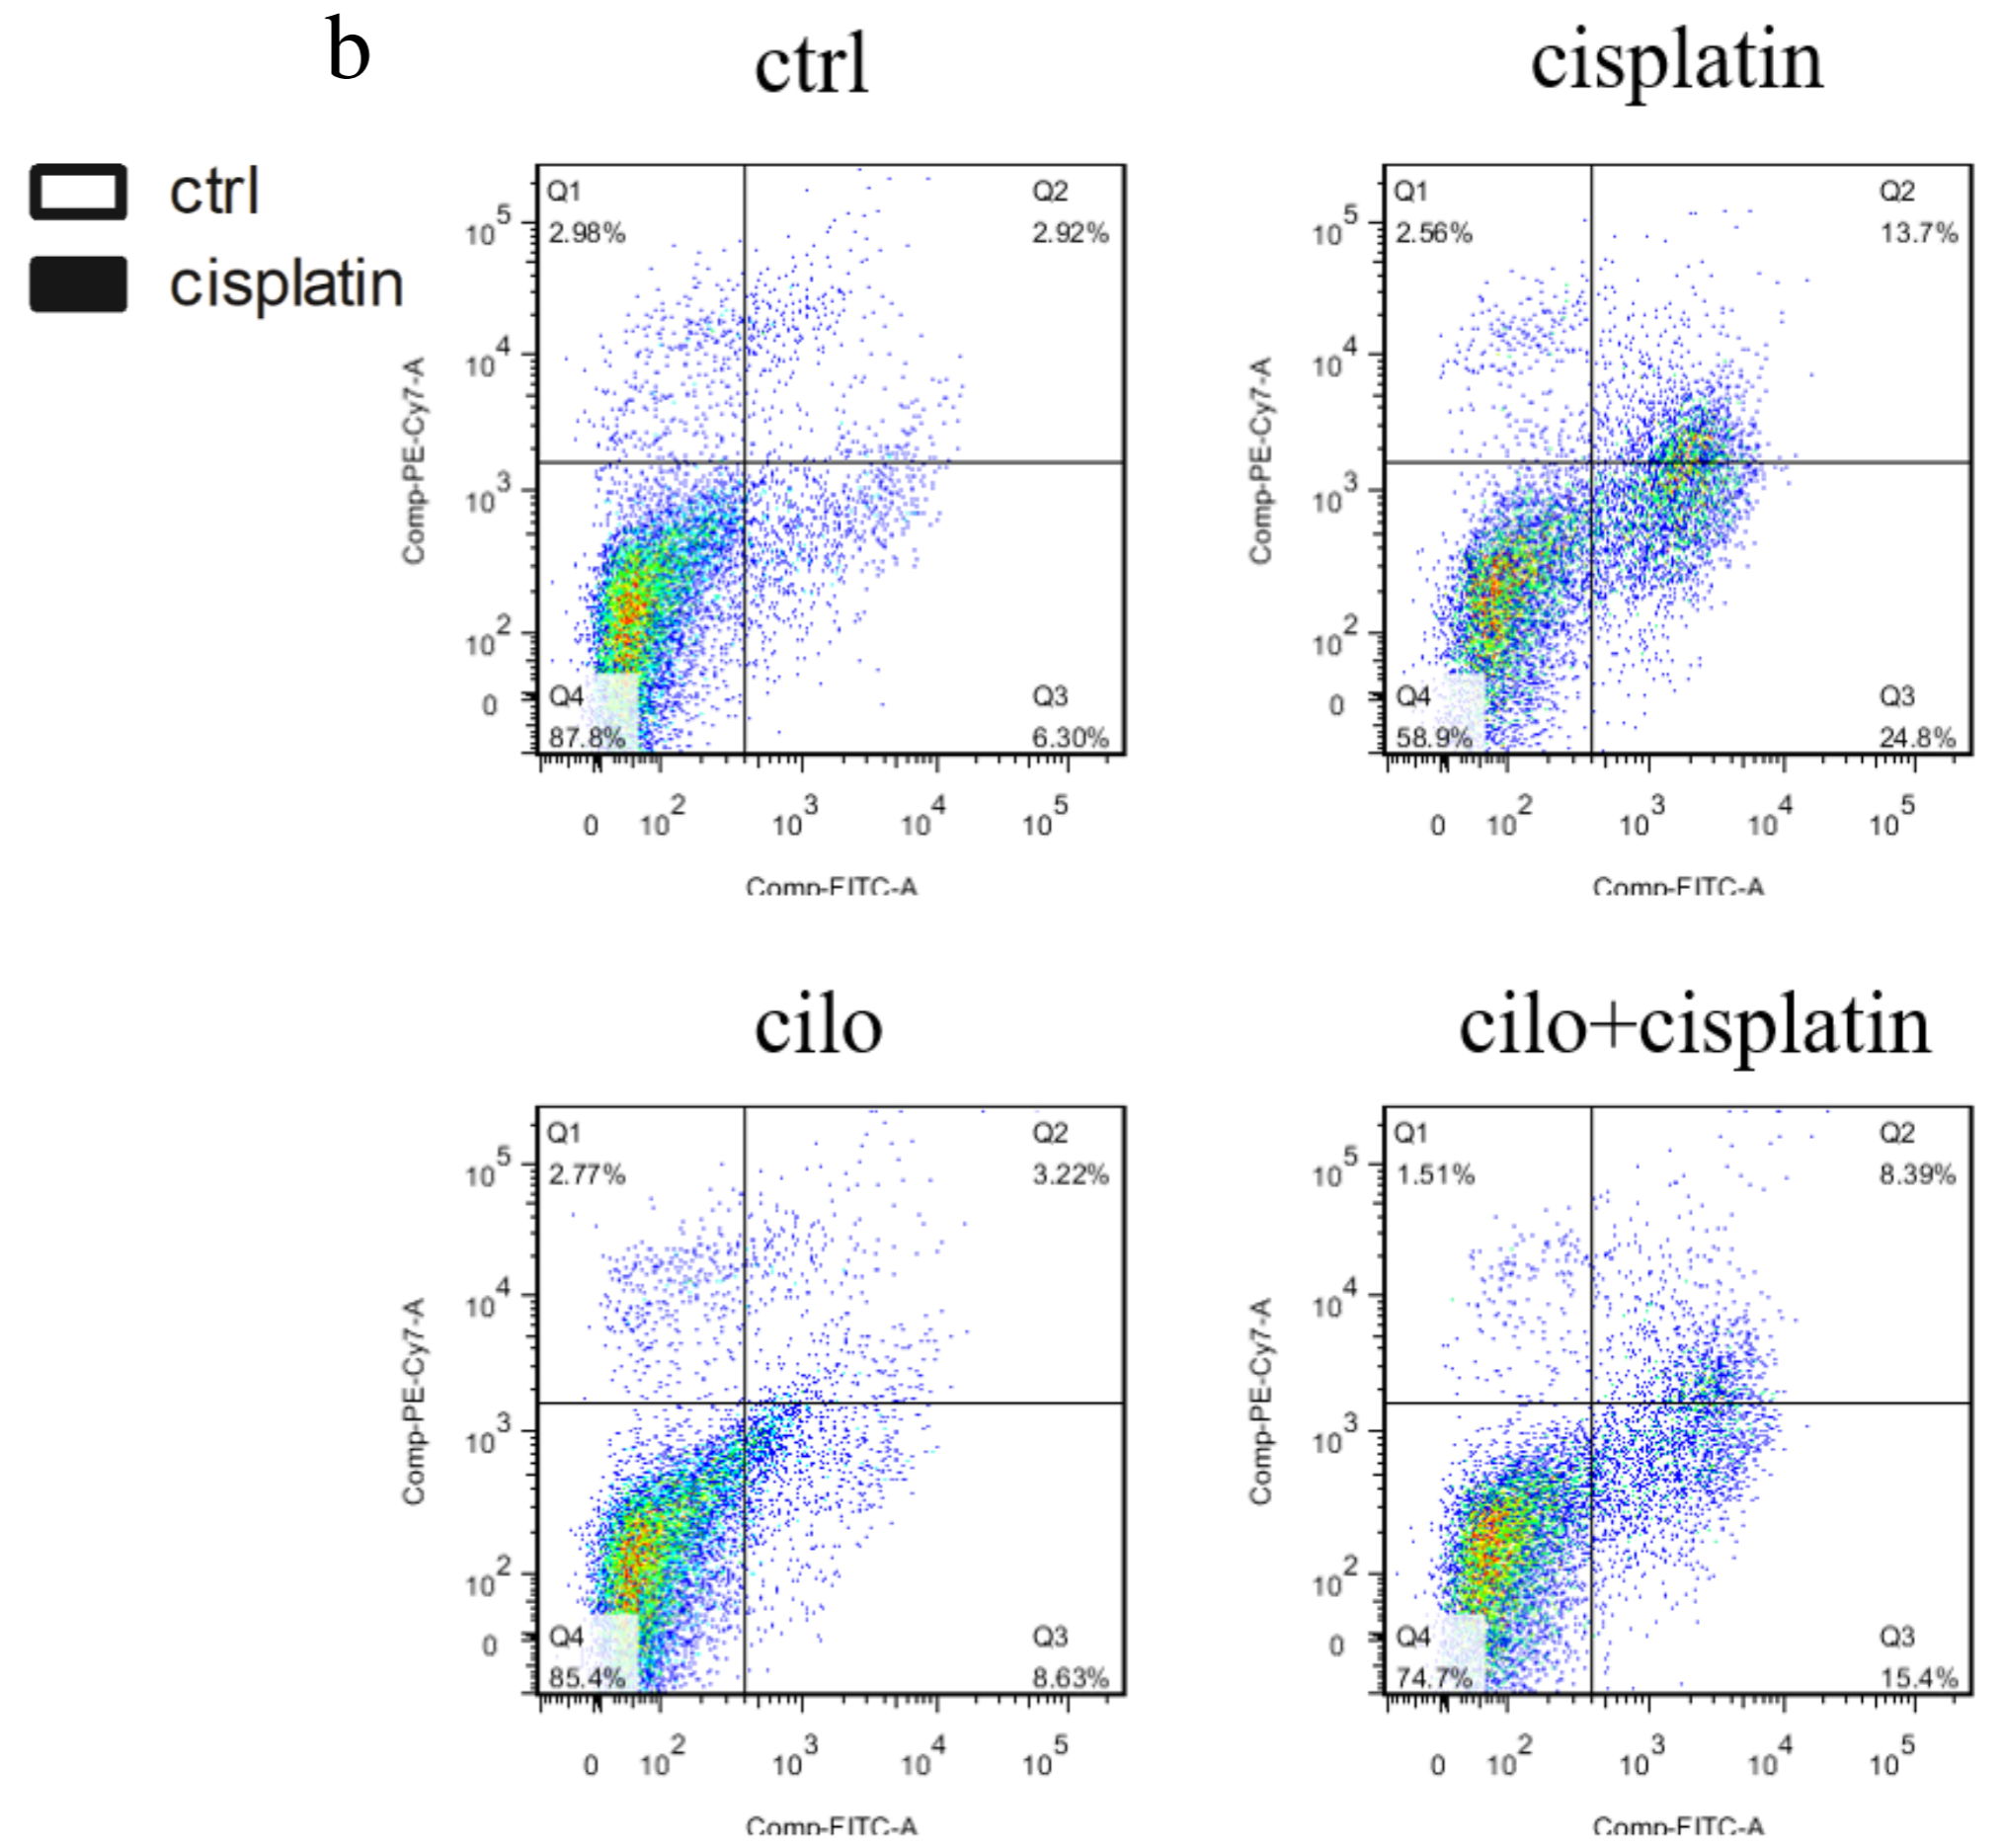 b
ctrl
cisplatin
ctrl
cisplatin
Q1
2.98%
Q2
2.92%
Q4
87.8%
Q3
6.30%
10^5
10^4
10^3
10^2
0
Comp-PE-Cy7-A
0 10^2 10^3 10^4 10^5
Comp-FITC-A
Q1
2.56%
Q2
13.7%
Q4
58.9%
Q3
24.8%
10^5
10^4
10^3
10^2
0
Comp-PE-Cy7-A
0 10^2 10^3 10^4 10^5
Comp-FITC-A
cilo
cilo+cisplatin
Q1
2.77%
Q2
3.22%
Q4
85.4%
Q3
8.63%
10^5
10^4
10^3
10^2
0
Comp-PE-Cy7-A
0 10^2 10^3 10^4 10^5
Comp-FITC-A
Q1
1.51%
Q2
8.39%
Q4
74.7%
Q3
15.4%
10^5
10^4
10^3
10^2
0
Comp-PE-Cy7-A
0 10^2 10^3 10^4 10^5
Comp-FITC-A